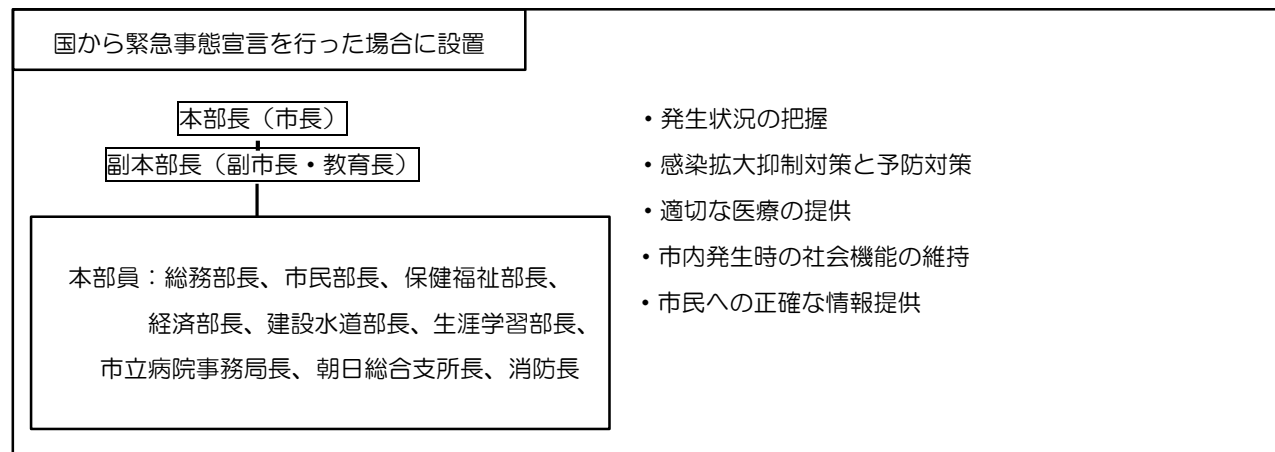 国から緊急事態宣言を行った場合に設置
本部長（市長）
副本部長（副市長・教育長）
本部員：総務部長、市民部長、保健福祉部長、
経済部長、建設水道部長、生涯学習部長、
市立病院事務局長、朝日総合支所長、消防長
・発生状況の把握
・感染拡大抑制対策と予防対策
・適切な医療の提供
・市内発生時の社会機能の維持
・市民への正確な情報提供